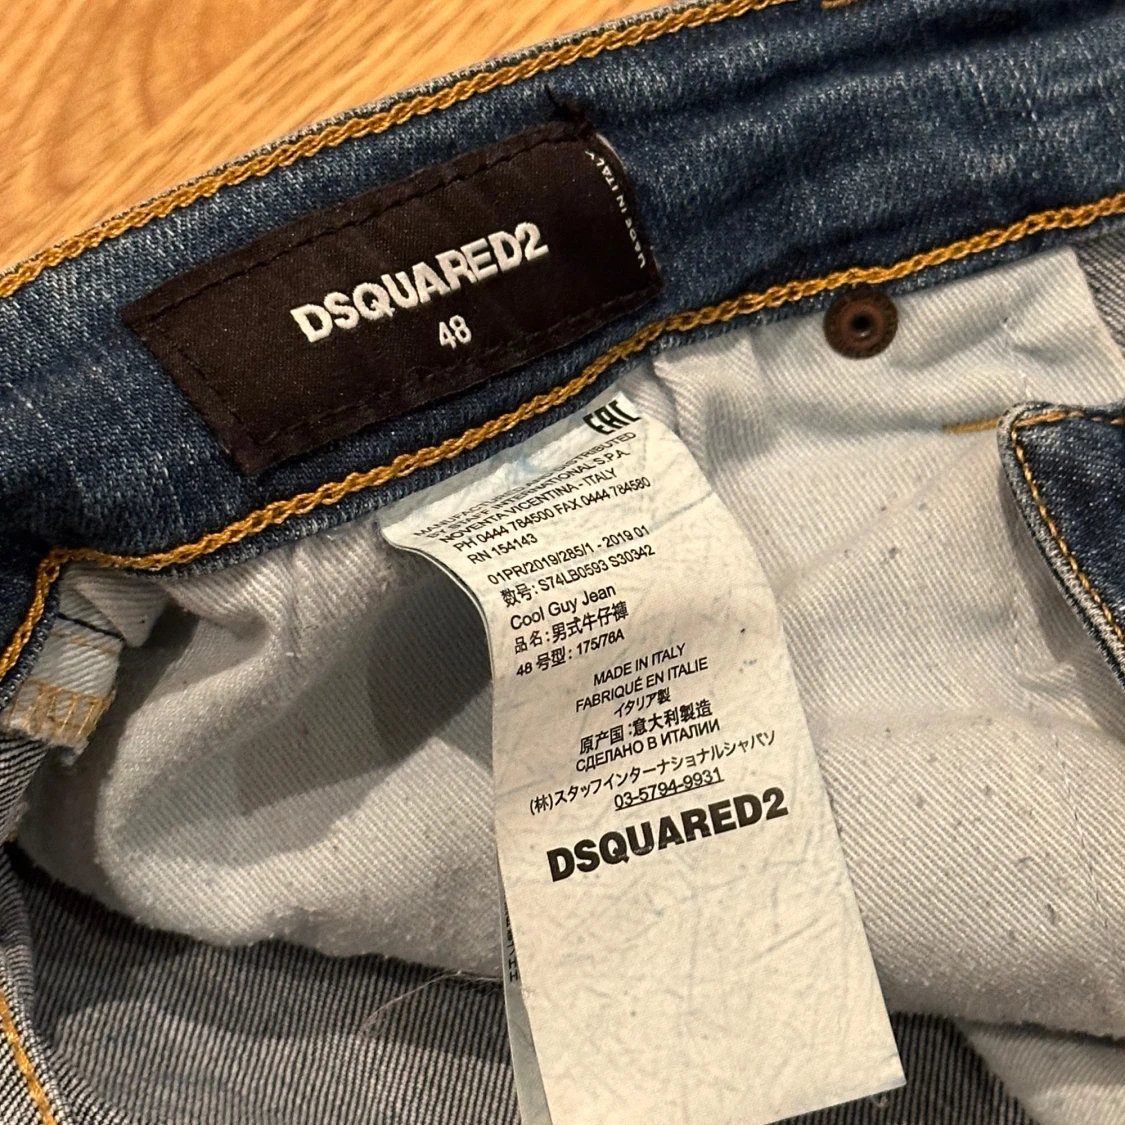 DSQUARED2
48
MADE IN ITALY
EAC
MANUFACTURED AND DISTRIBUTED
BY STAFF INTERNATIONAL S.P.A.
NOVENTA VICENTINA - ITALY
PH 0444 784500 FAX 0444 784580
RN 154143
01PR/2019/285/1 - 2019 01
数号: S74LB0593 S30342
Cool Guy Jean
品名:男式牛仔褲
48 号型: 175/76A
MADE IN ITALY
FABRIQUÉ EN ITALIE
イタリア製
原产国:意大利製造
СДЕЛАНО В ИТАЛИИ
(株)スタッフインターナショナルジャパン
03-5794-9931
DSQUARED2